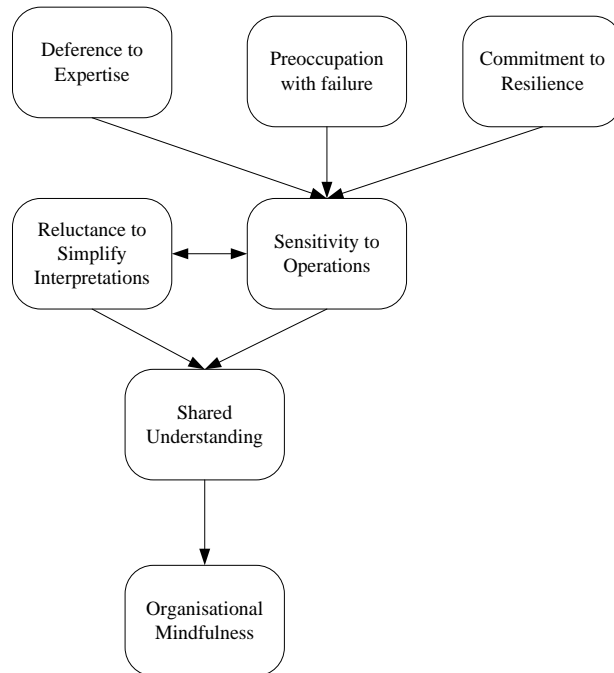 Deference to
Expertise
Preoccupation
with failure
Commitment to
Resilience
Reluctance to
Simplify
Interpretations
Sensitivity to
Operations
Shared
Understanding
Organisational
Mindfulness